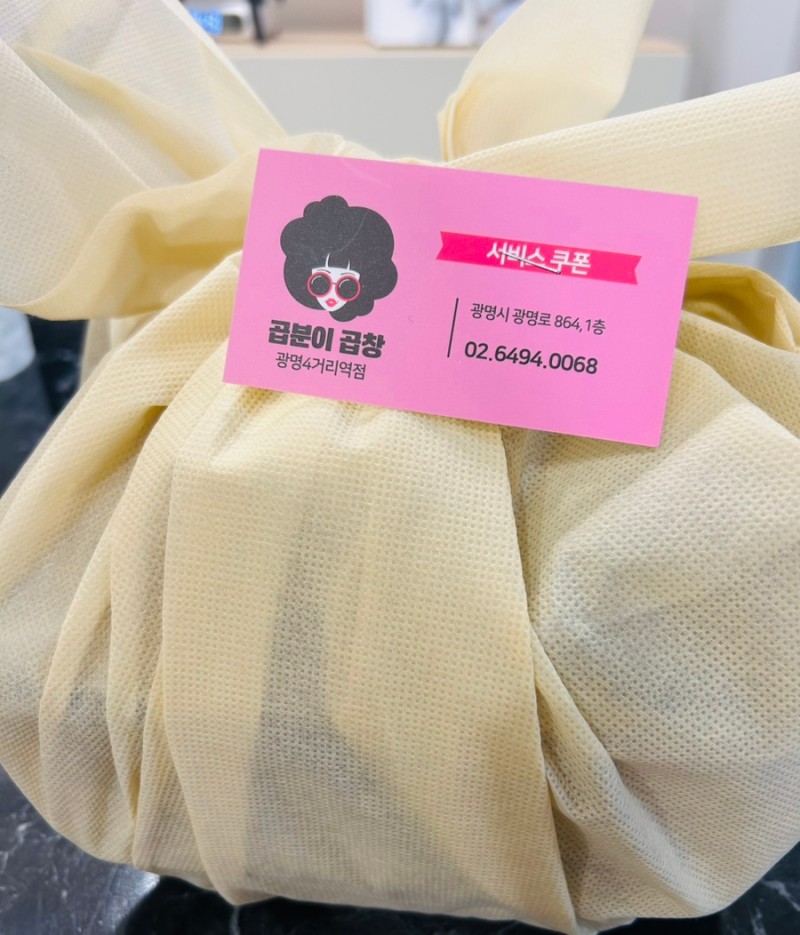 곱분이 곱창
광명4거리역점
서비스 쿠폰
광명시 광명로 864,1층
02.6494.0068